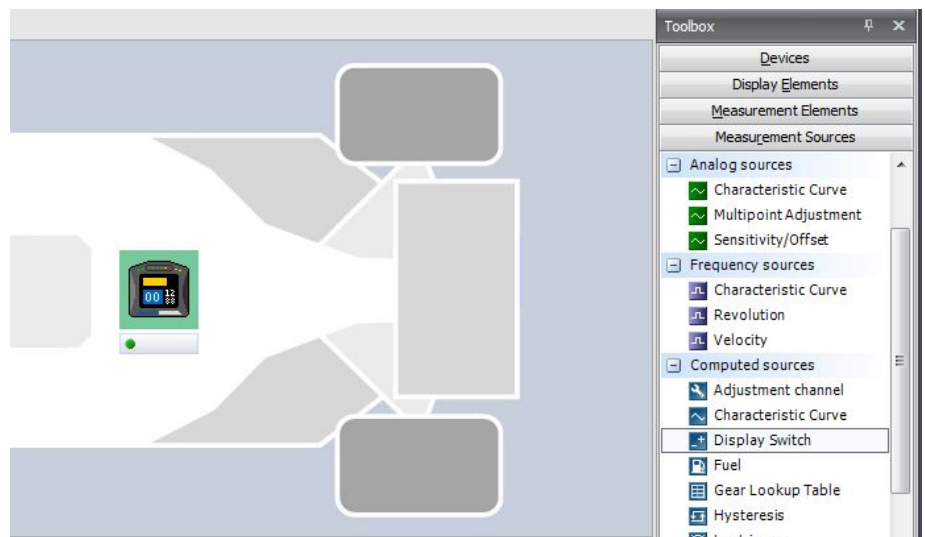 Toolbox
Devices
Display Elements
Measurement Elements
Measurement Sources
Analog sources
Characteristic Curve
Multipoint Adjustment
Sensitivity/Offset
Frequency sources
Characteristic Curve
Revolution
Velocity
Computed sources
Adjustment channel
Characteristic Curve
Display Switch
Fuel
Gear Lookup Table
Hysteresis
00